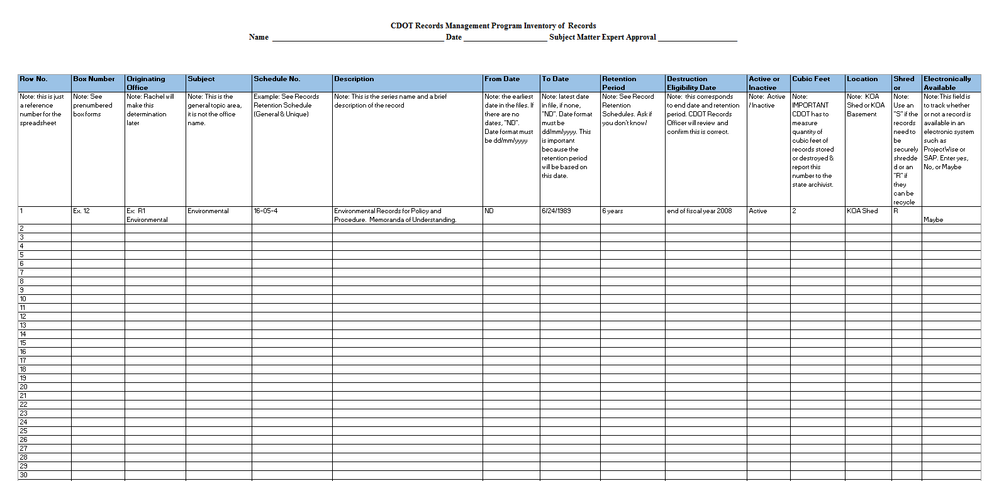 CDOT Records Management Program Inventory of Records
Name ____________ Date ____________ Subject Matter Expert Approval ____________
Row No. Box Number Originating Office Subject Schedule No. Description From Date To Date Retention Period Destruction Eligibility Date Active or Inactive Cubic Feet Location Shred or Electronically Available
Note: this is just a reference number for the spreadsheet
Note: See prenumbered box forms
Note: Rachel will make this determination later
Note: This is the general topic area, it is not the office name.
Example: See Records Retention Schedule (General & Unique)
Note: This is the series name and a brief description of the record
Note: the earliest date in the files. If there are no dates, "ND". Date format must be dd/mm/yyyy
Note: latest date in file, if none, "ND". Date format must be dd/mm/yyyy. This is important because the retention period will be based on this date.
Note: See Record Retention Schedules. Ask if you don't know!
Note: this corresponds to end date and retention period. CDOT Records Officer will review and confirm this is correct.
Note: Active / Inactive
Note: IMPORTANT CDOT has to measure quantity of cubic feet of records stored or destroyed & report this number to the state archivist.
Note: KOA Shed or KOA Basement
Note: Use an "S" if the records need to be securely shredded or an "R" if they can be recycle
Note: This field is to track whether or not a record is available in an electronic system such as ProjectWise or SAP. Enter yes, No, or Maybe
1 Ex. 12 Ex: R1 Environmental Environmental 16-05-4 Environmental Records for Policy and Procedure. Memoranda of Understanding. ND 6/24/1989 6 years end of fiscal year 2008 Active 2 KOA Shed R Maybe
2
3
4
5
6
7
8
9
10
11
12
13
14
15
16
17
18
19
20
21
22
23
24
25
26
27
28
29
30